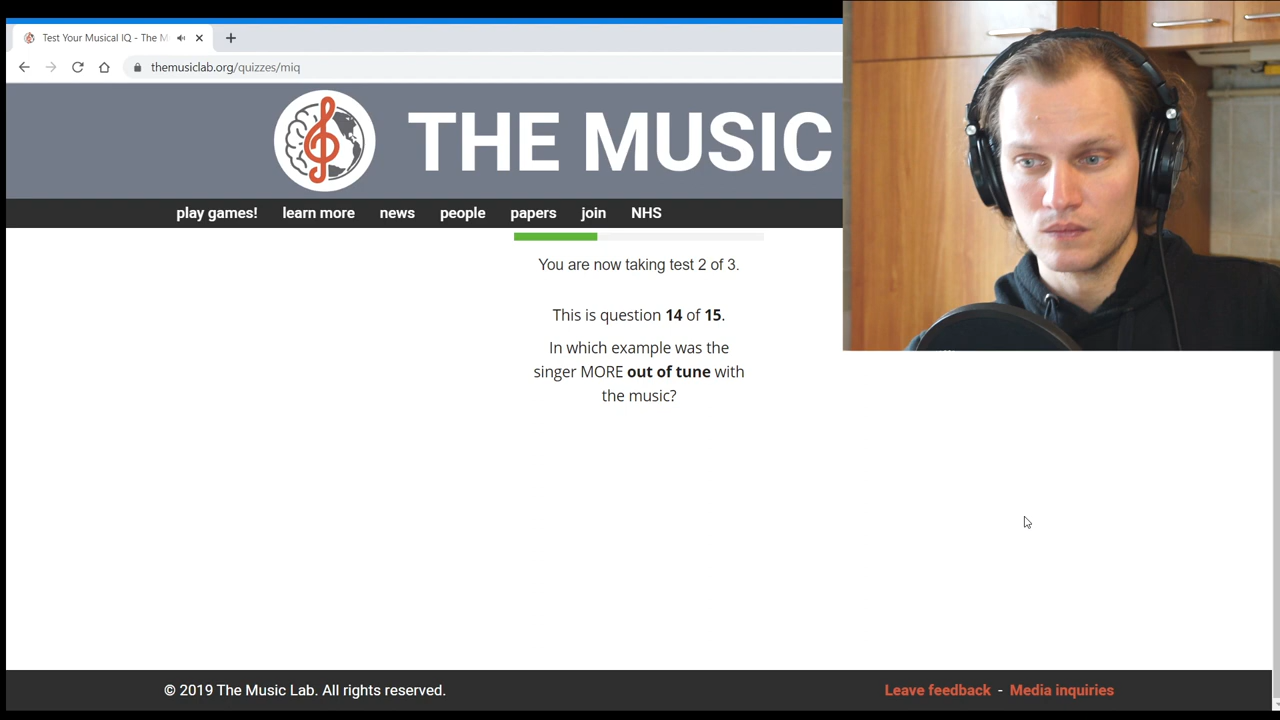 Test Your Musical IQ - The M
themusiclab.org/quizzes/miq
THE MUSIC
play games! learn more news people papers join NHS
You are now taking test 2 of 3.
This is question 14 of 15.
In which example was the
singer MORE out of tune with
the music?
© 2019 The Music Lab. All rights reserved.
Leave feedback - Media inquiries